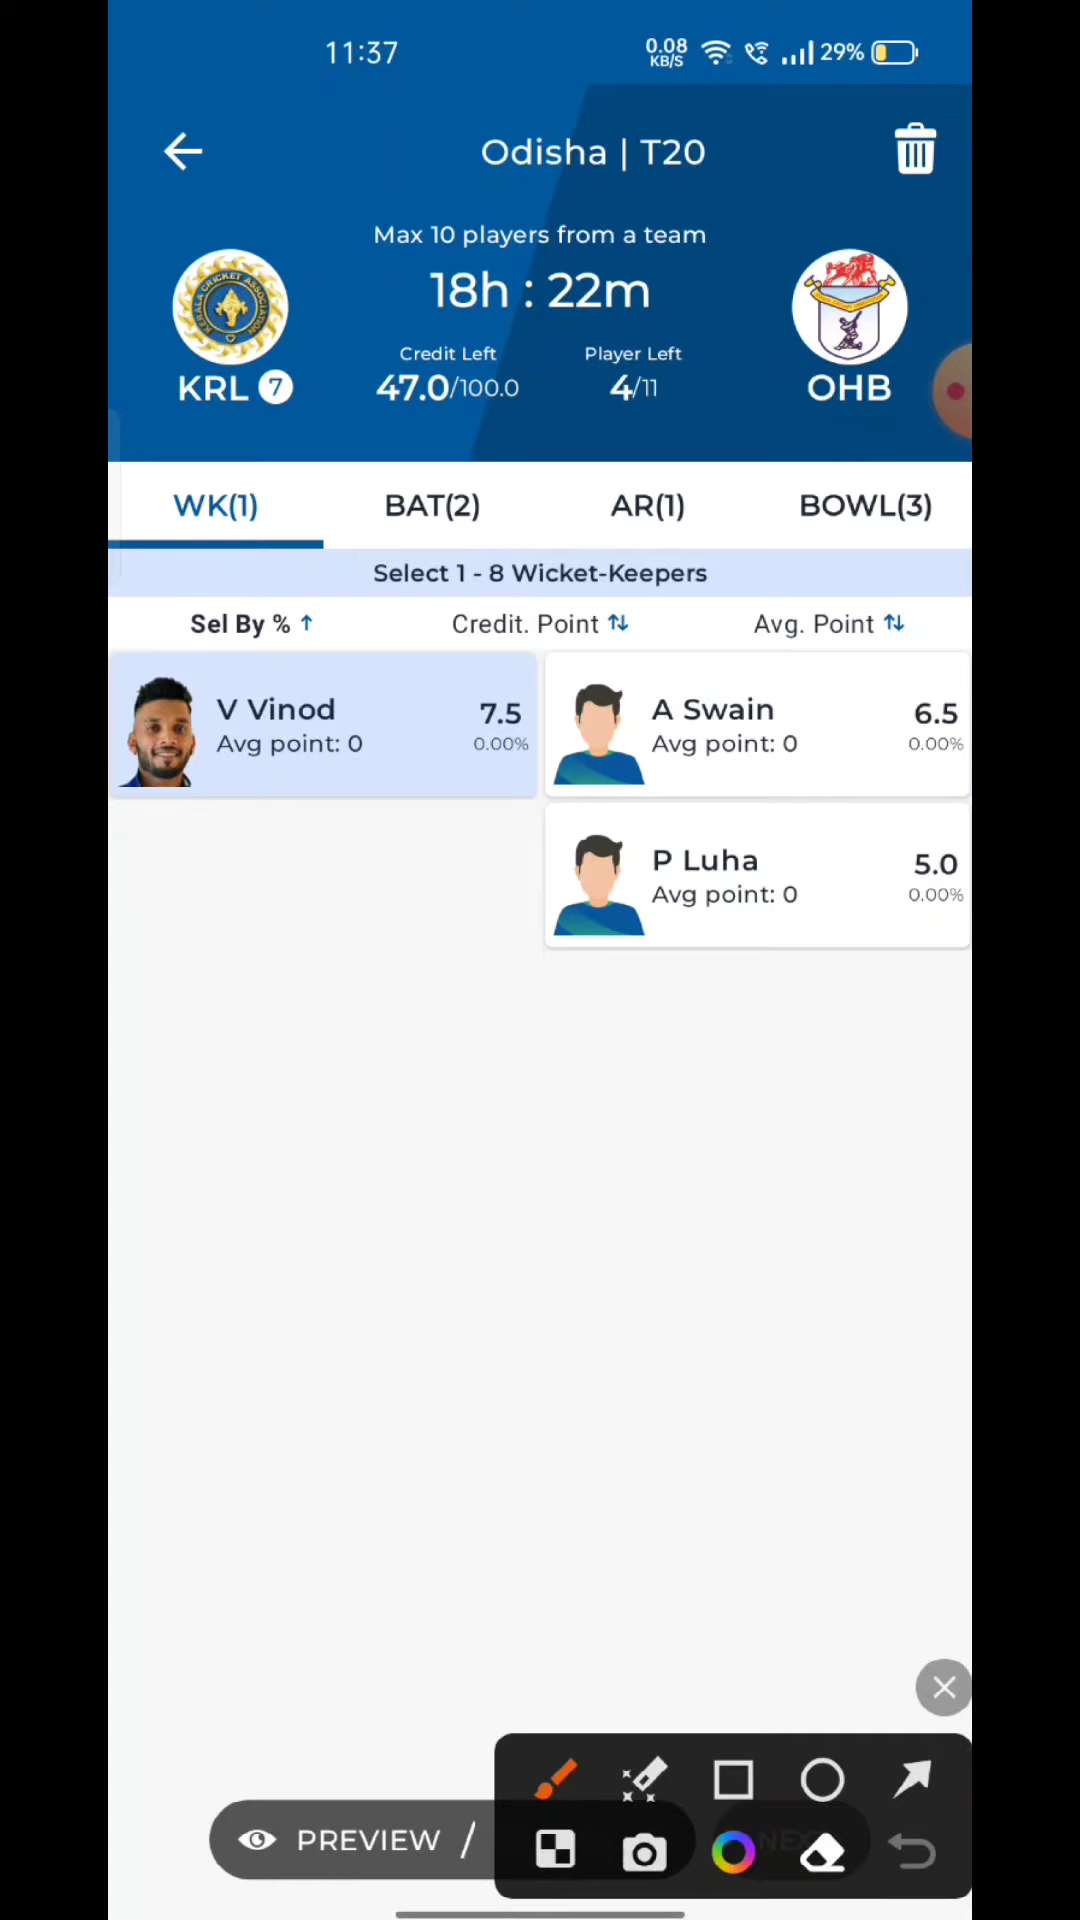 11:37
0.08
KB/S
29%
Odisha | T20
Max 10 players from a team
18h : 22m
KERALA CRICKET ASSOCIATION
Credit Left
Player Left
KRL 7
47.0/100.0
4/11
OHB
WK(1)
BAT(2)
AR(1)
BOWL(3)
Select 1 - 8 Wicket-Keepers
Sel By %
Credit. Point
Avg. Point
V Vinod
7.5
Avg point: 0
0.00%
A Swain
6.5
Avg point: 0
0.00%
P Luha
5.0
Avg point: 0
0.00%
PREVIEW /